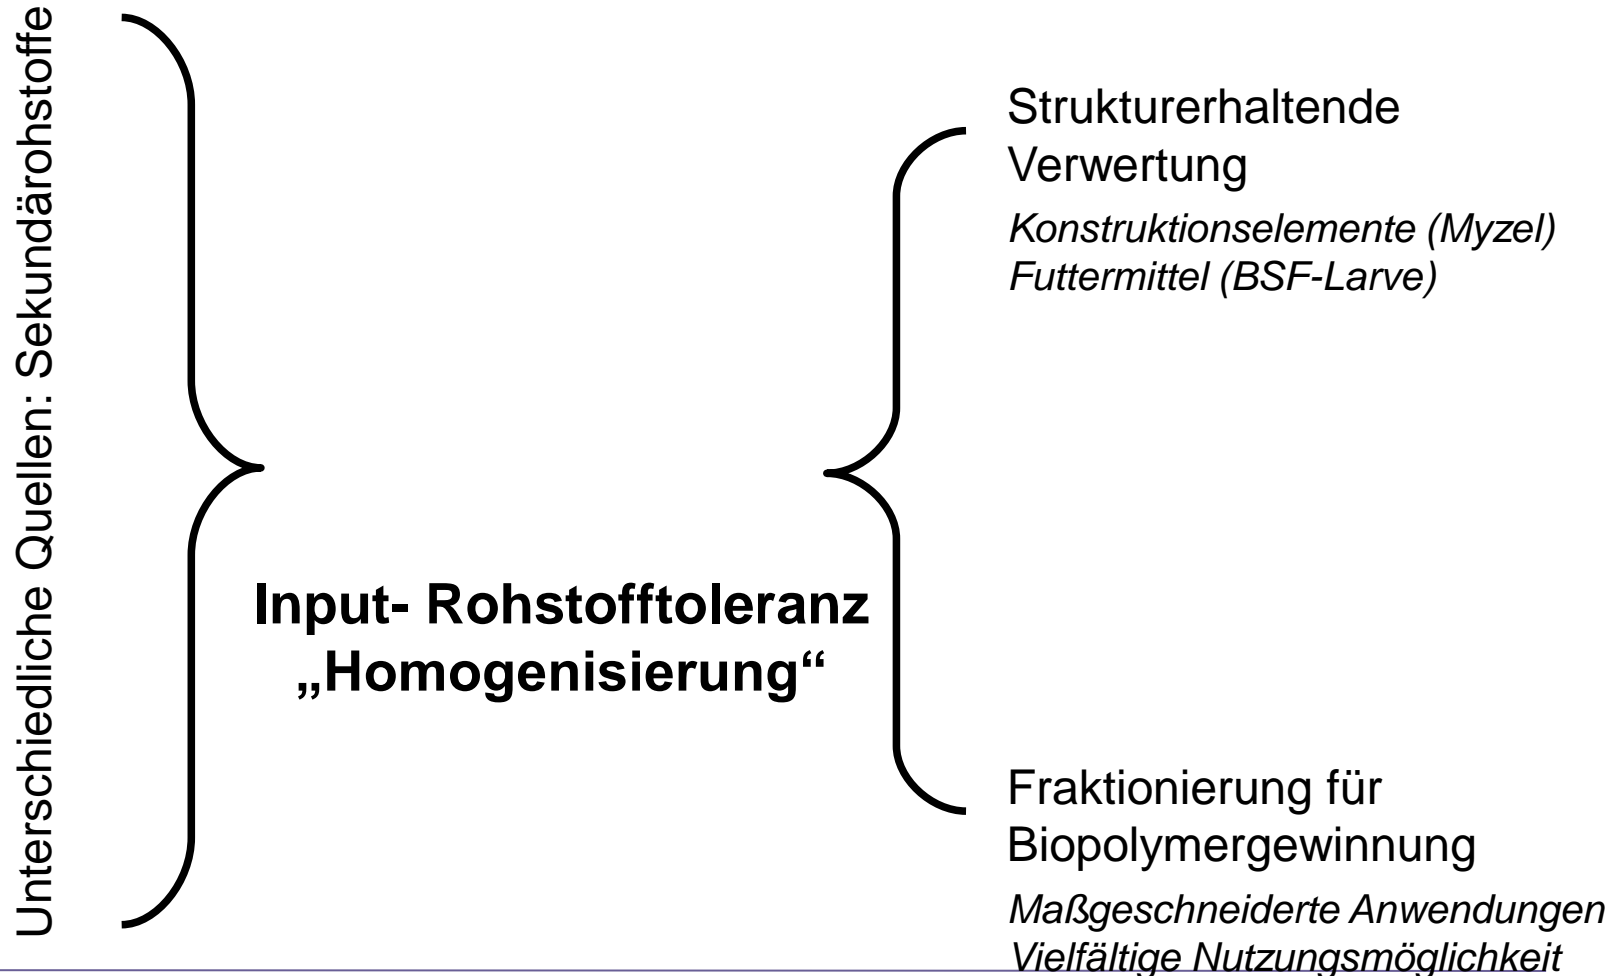 Unterschiedliche Quellen: Sekundärohstoffe
Input- Rohstofftoleranz
„Homogenisierung“
Strukturerhaltende
Verwertung
Konstruktionselemente (Myzel)
Futtermittel (BSF-Larve)
Fraktionierung für
Biopolymergewinnung
Maßgeschneiderte Anwendungen
Vielfältige Nutzungsmöglichkeit